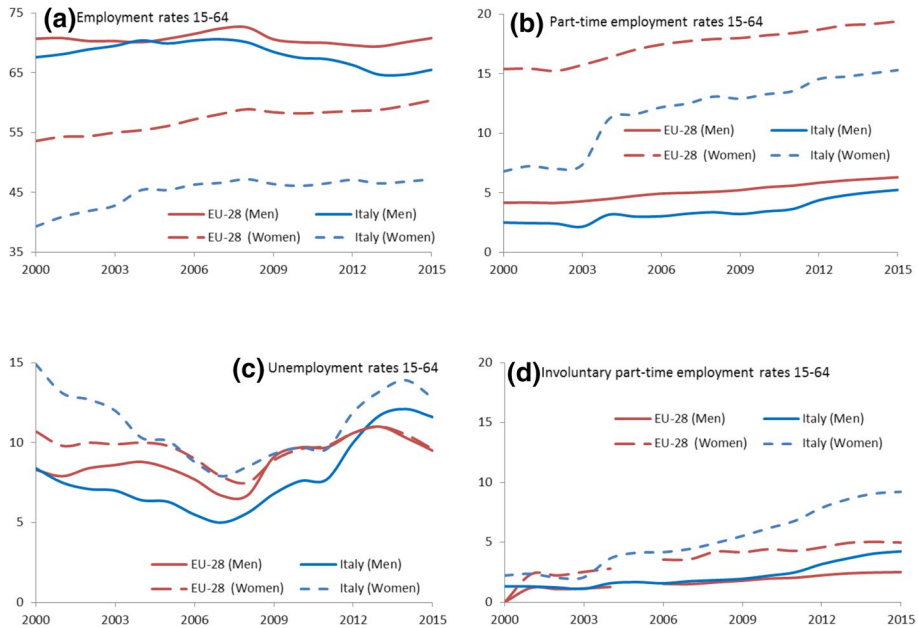 (a) Employment rates 15-64
75
65
55
45
35
EU-28 (Men) Italy (Men)
EU-28 (Women) Italy (Women)
2000 2003 2006 2009 2012 2015
(b) Part-time employment rates 15-64
20
15
10
5
0
EU-28 (Men) Italy (Men)
EU-28 (Women) Italy (Women)
2000 2003 2006 2009 2012 2015
(c) Unemployment rates 15-64
15
10
5
0
EU-28 (Men) Italy (Men)
EU-28 (Women) Italy (Women)
2000 2003 2006 2009 2012 2015
(d) Involuntary part-time employment rates 15-64
20
15
10
5
0
EU-28 (Men) Italy (Men)
EU-28 (Women) Italy (Women)
2000 2003 2006 2009 2012 2015